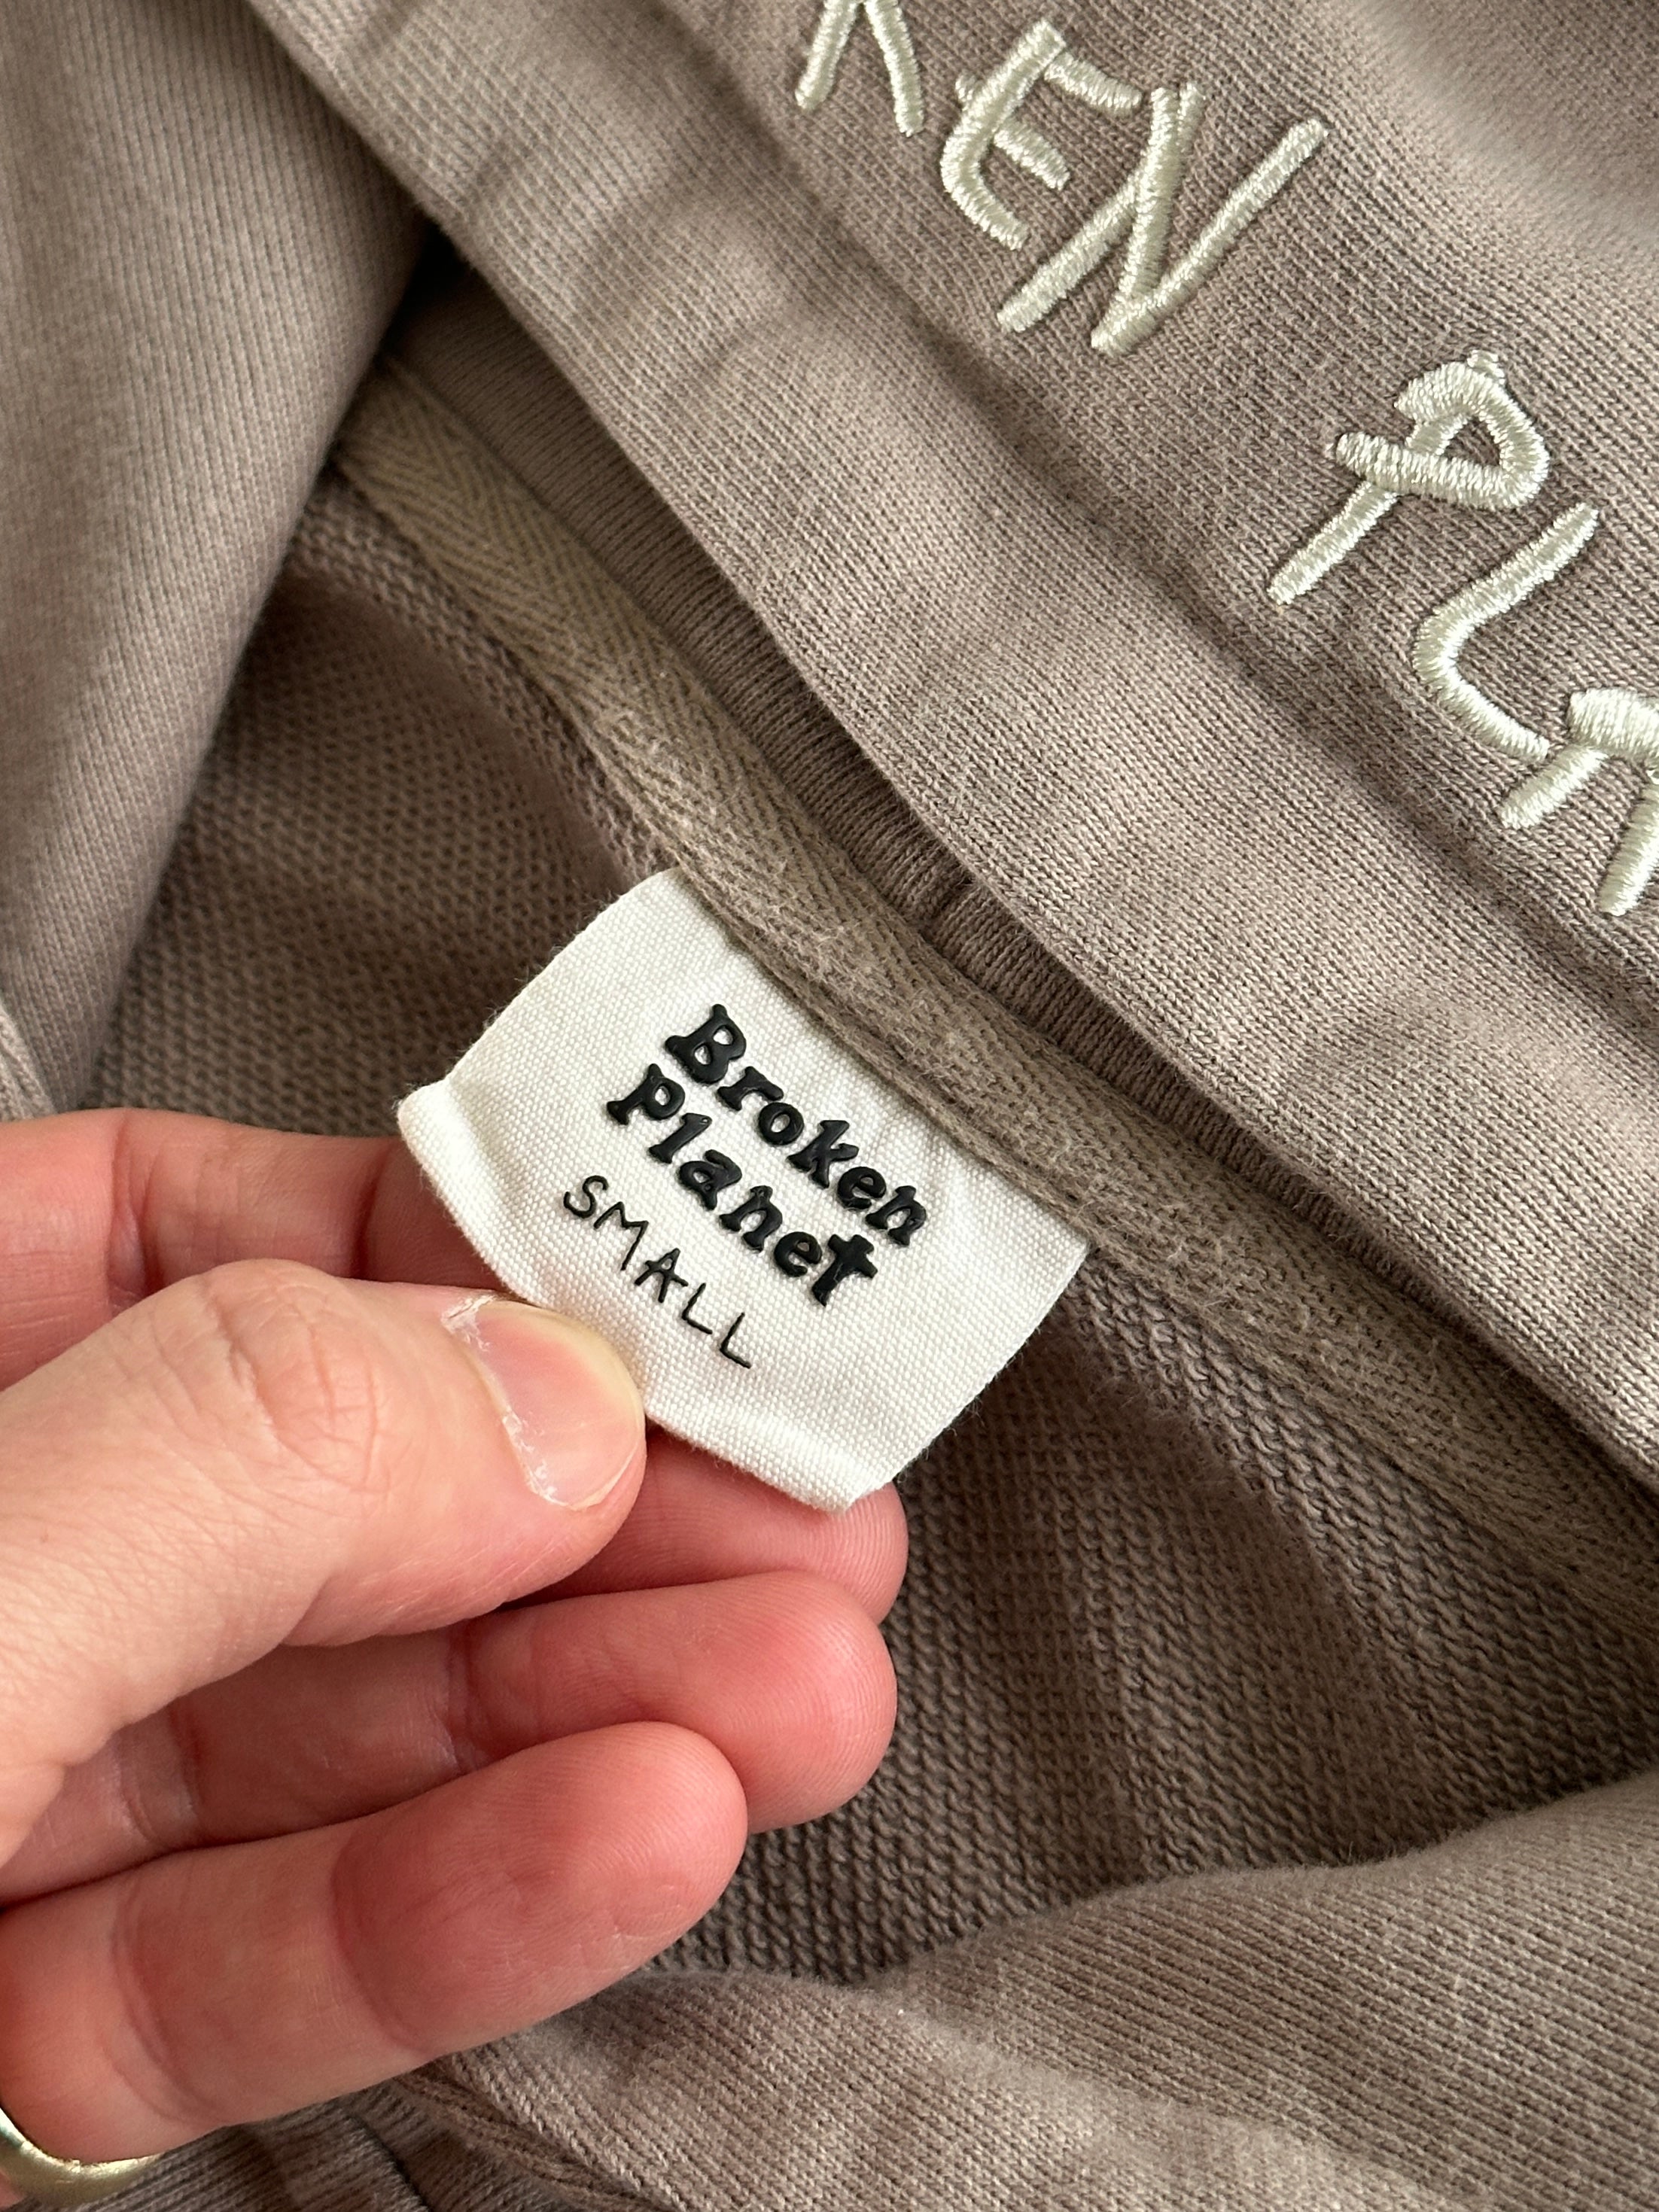 KEN PLA
Broken
Planet
SMALL